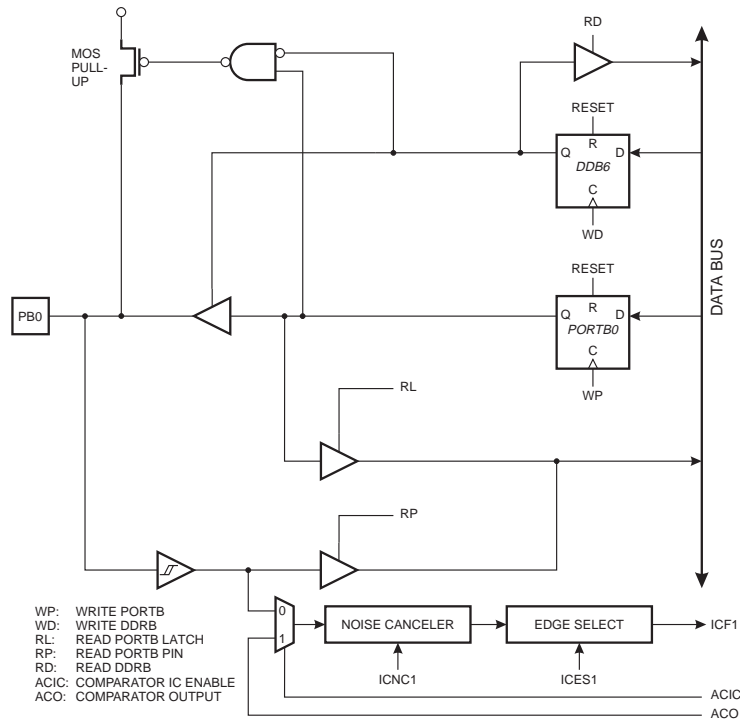 RD
MOS
PULL-
UP
RESET
R
Q
D
DDB6
C
WD
RESET
DATA BUS
PB0
R
Q
D
PORTB0
C
WP
RL
RP
WP: WRITE PORTB
WD: WRITE DDRB
RL: READ PORTB LATCH
RP: READ PORTB PIN
RD: READ DDRB
ACIC: COMPARATOR IC ENABLE
ACO: COMPARATOR OUTPUT
0
1
NOISE CANCELER
EDGE SELECT
ICF1
ICNC1
ICES1
ACIC
ACO